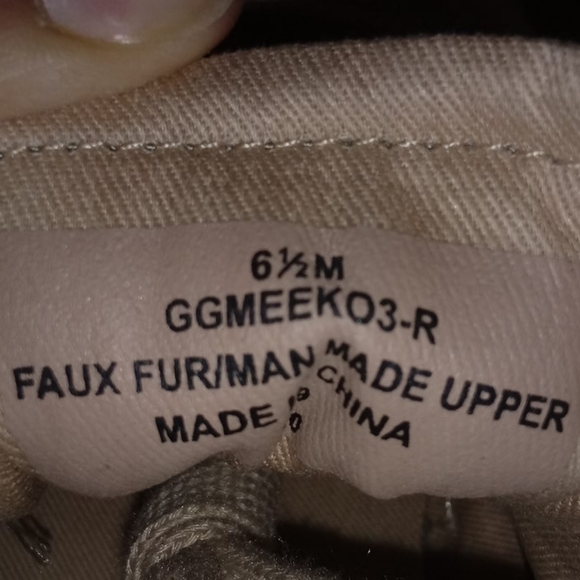 6½M
GGMEEKO3-R
FAUX FUR/MAN MADE UPPER
MADE CHINA